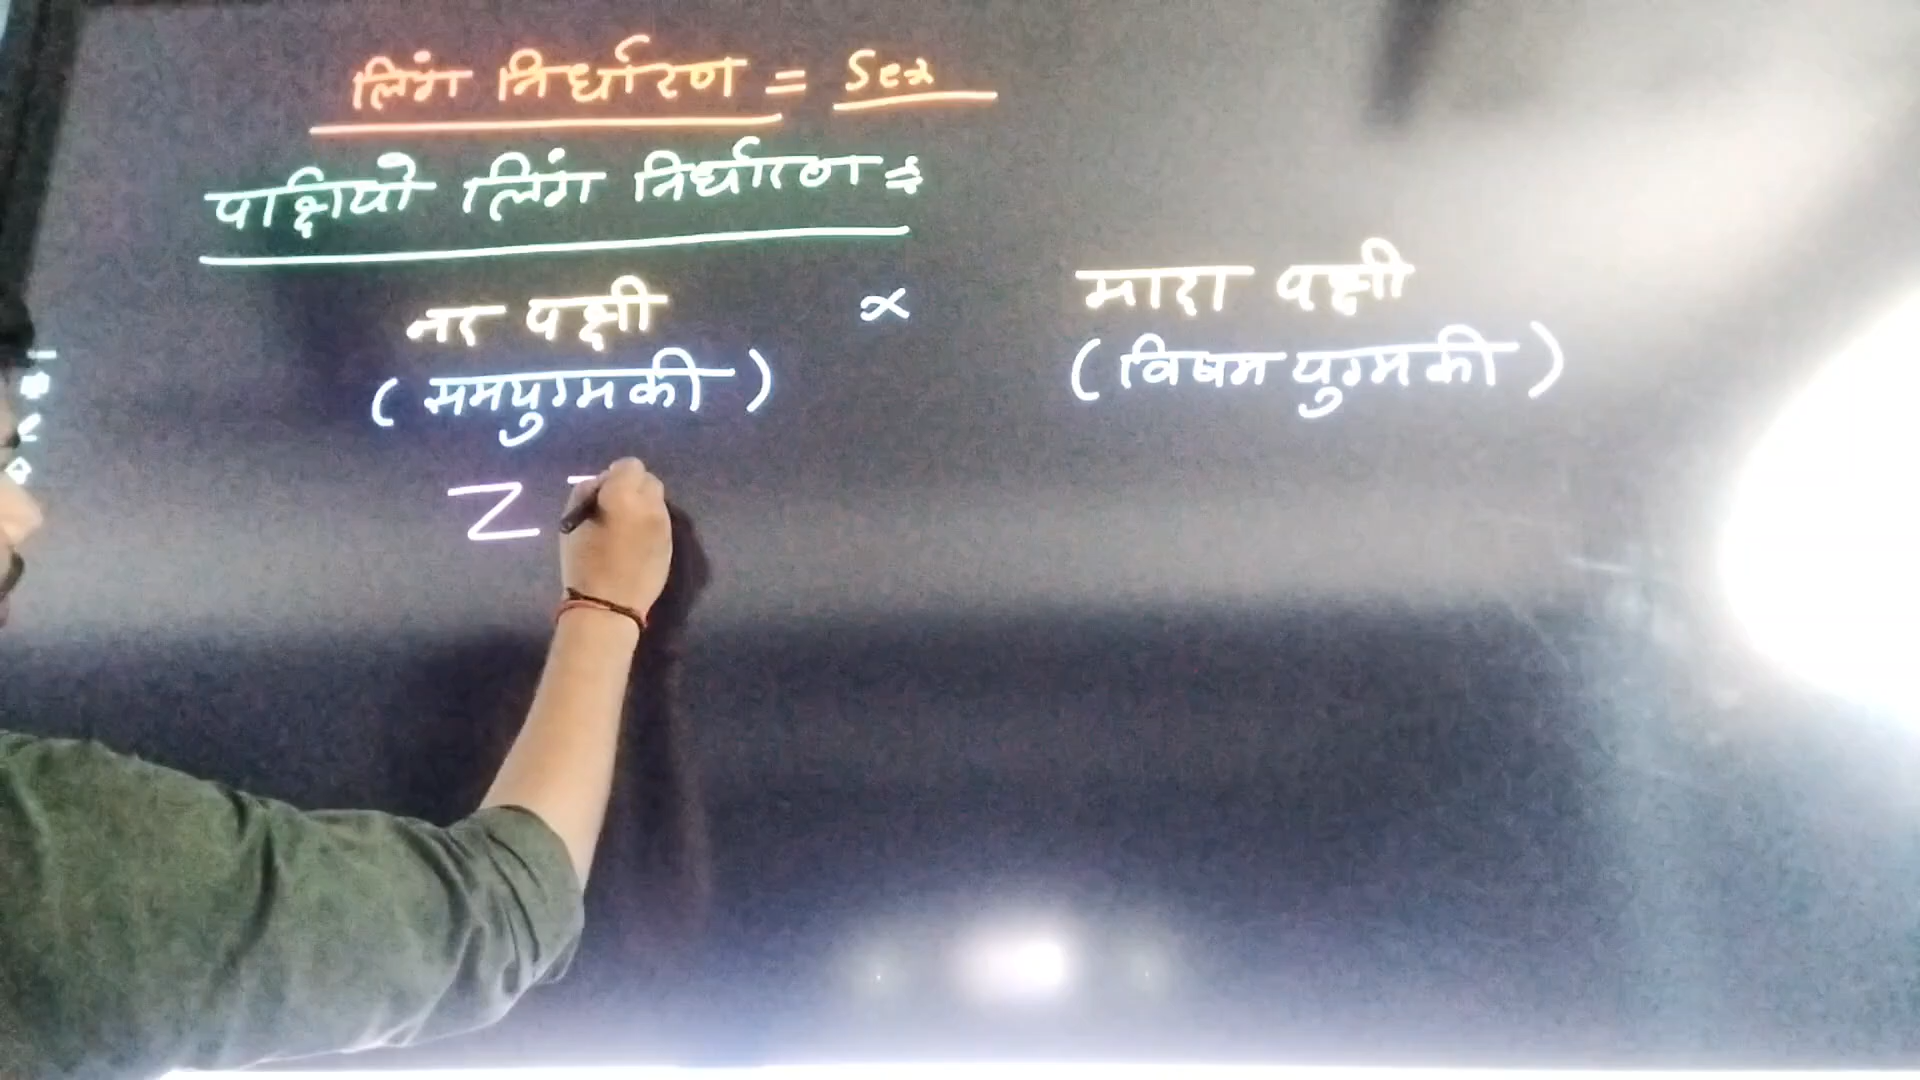 लिंग निर्धारण = Sex
पक्षियो लिंग निर्धारण =
नर पक्षी × मादा पक्षी
( समयुग्मकी ) ( विषमयुग्मकी )
Z